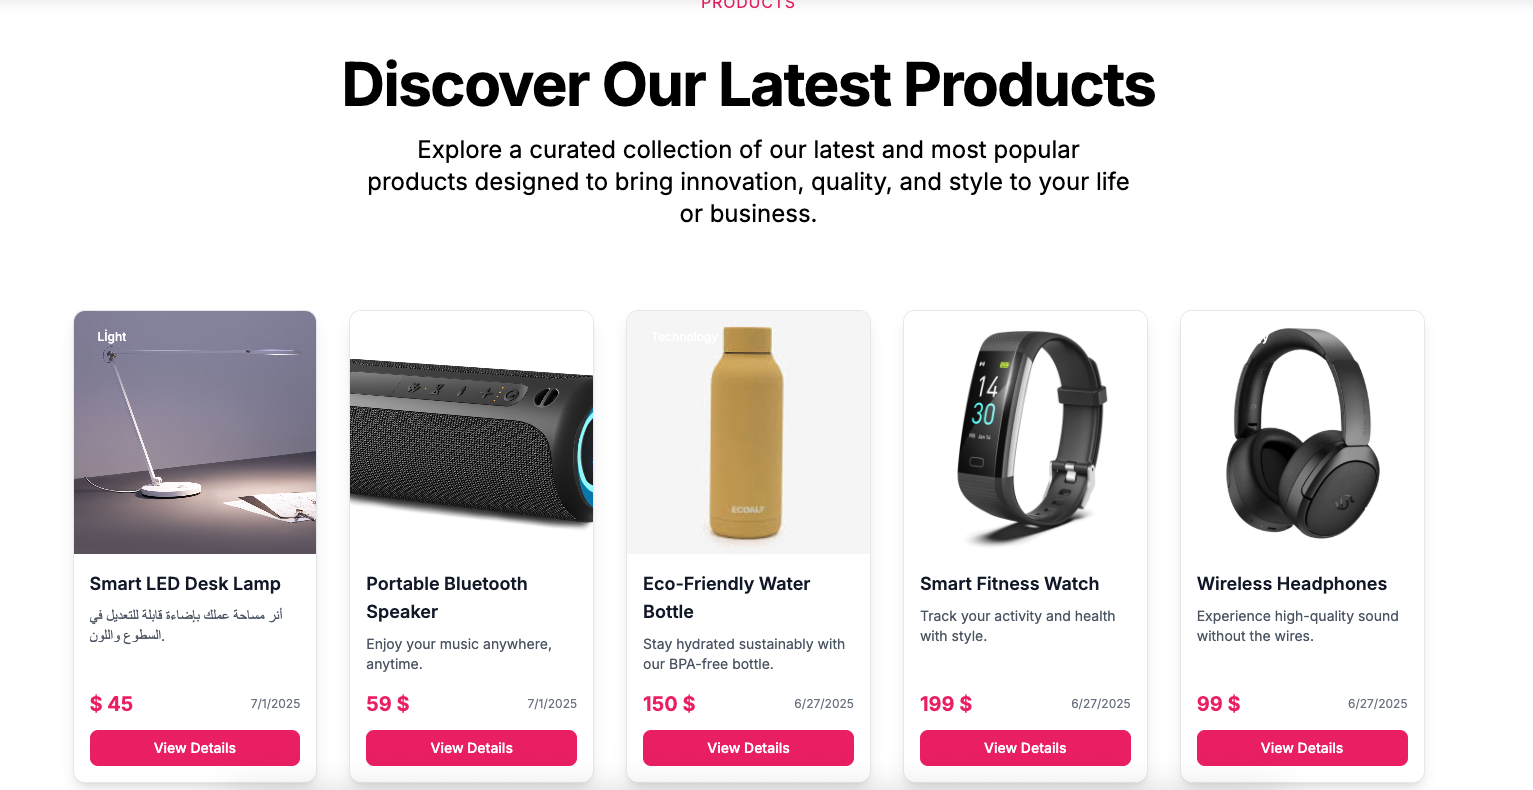 PRODUCTS
Discover Our Latest Products
Explore a curated collection of our latest and most popular
products designed to bring innovation, quality, and style to your life
or business.
Lİght
Smart LED Desk Lamp
أنر مساحة عملك بإضاءة قابلة للتعديل في
السطوع واللون.
$ 45
7/1/2025
View Details
Portable Bluetooth
Speaker
Enjoy your music anywhere,
anytime.
59 $
7/1/2025
View Details
Technology
ECOALF
Eco-Friendly Water
Bottle
Stay hydrated sustainably with
our BPA-free bottle.
150 $
6/27/2025
View Details
14
30
Jan 14
Smart Fitness Watch
Track your activity and health
with style.
199 $
6/27/2025
View Details
Wireless Headphones
Experience high-quality sound
without the wires.
99 $
6/27/2025
View Details